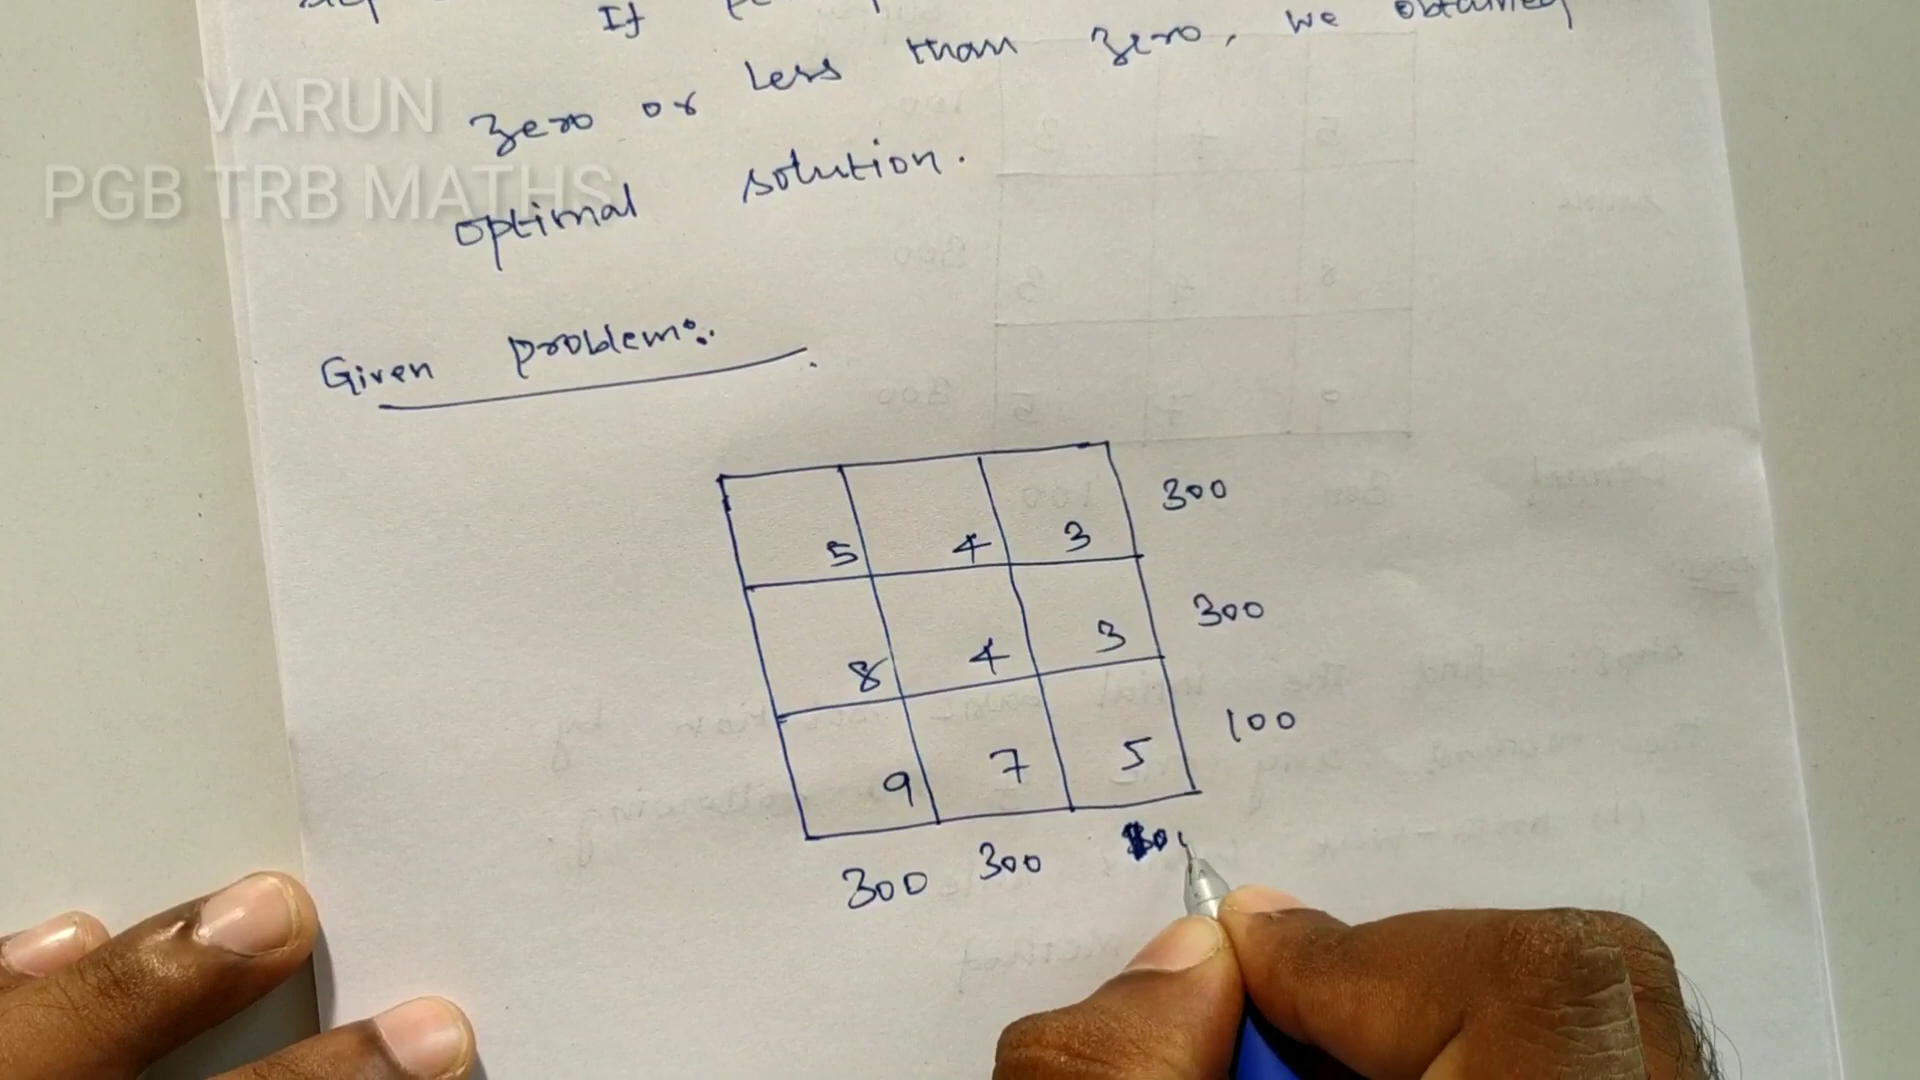 If
zero or less than zero, we obtained
optimal solution.
VARUN
PGB TRB MATHS
Given problem:
5 4 3 300
8 4 3 300
9 7 5 100
300 300